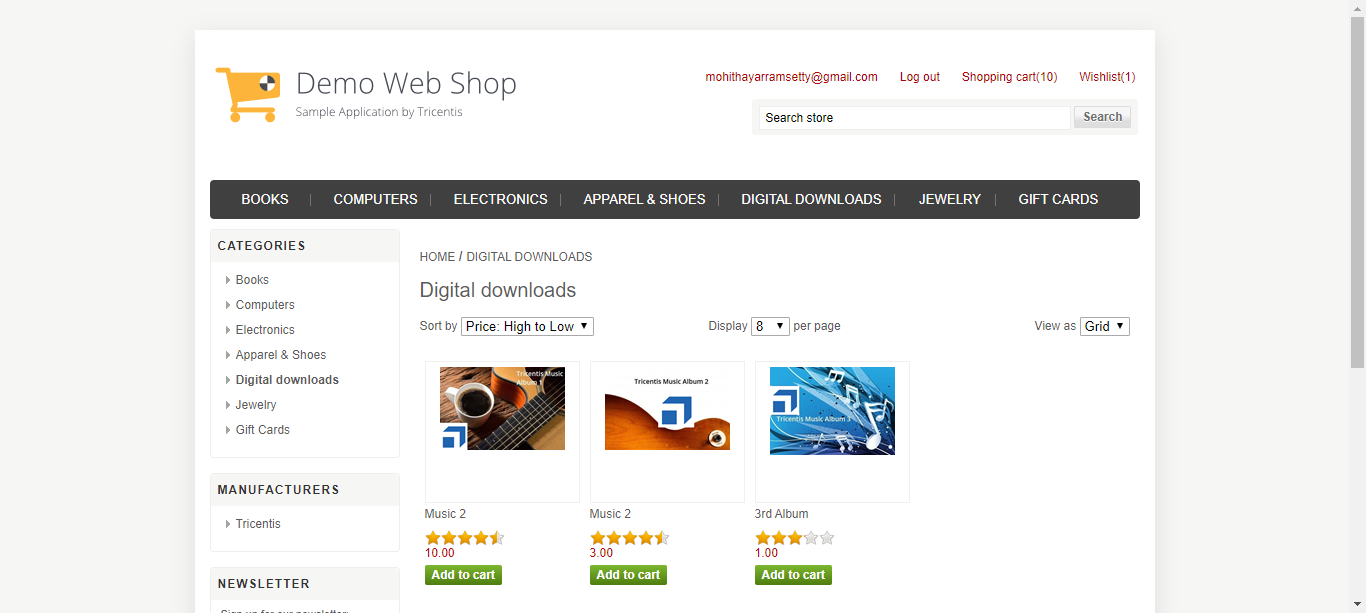 Demo Web Shop
Sample Application by Tricentis
mohithayarramsetty@gmail.com Log out Shopping cart(10) Wishlist(1)
Search store Search
BOOKS COMPUTERS ELECTRONICS APPAREL & SHOES DIGITAL DOWNLOADS JEWELRY GIFT CARDS
CATEGORIES
Books
Computers
Electronics
Apparel & Shoes
Digital downloads
Jewelry
Gift Cards
MANUFACTURERS
Tricentis
NEWSLETTER
Sign up for our newsletter:
HOME / DIGITAL DOWNLOADS
Digital downloads
Sort by Price: High to Low Display 8 per page View as Grid
Tricentis Music
Album 1
Tricentis Music Album 2
Tricentis Music Album 3
Music 2 Music 2 3rd Album
10.00 3.00 1.00
Add to cart Add to cart Add to cart